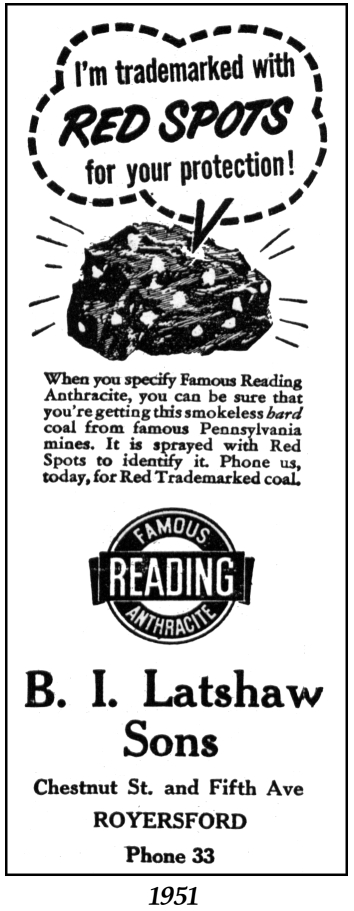 I'm trademarked with
RED SPOTS
for your protection!
When you specify Famous Reading
Anthracite, you can be sure that
you're getting this smokeless hard
coal from famous Pennsylvania
mines. It is sprayed with Red
Spots to identify it. Phone us,
today, for Red Trademarked coal.
FAMOUS
READING
ANTHRACITE
B. I. Latshaw
Sons
Chestnut St. and Fifth Ave
ROYERSFORD
Phone 33
1951